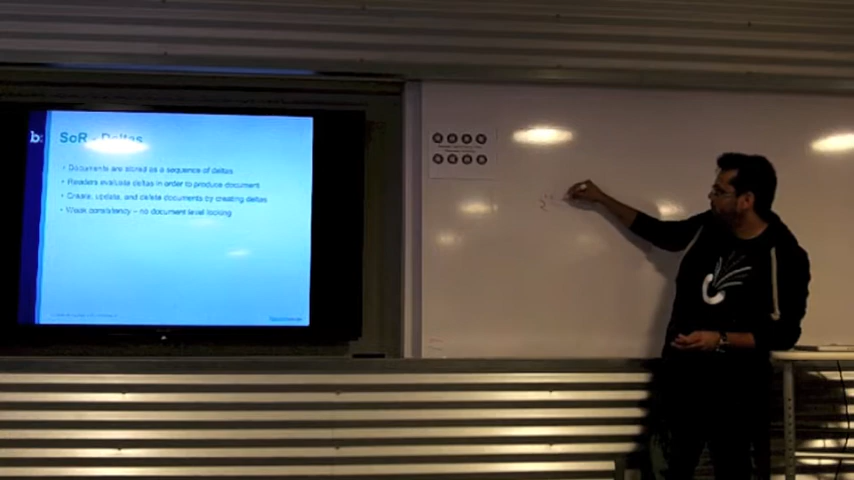 b:
SoR - Deltas
• Documents are stored as a sequence of deltas
• Readers evaluate deltas in order to produce document
• Create, update, and delete documents by creating deltas
• Weak consistency – no document level locking